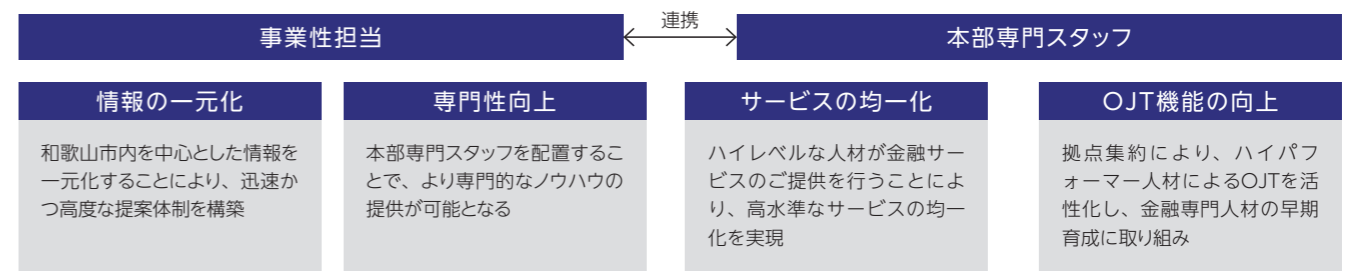 事業性担当
連携
本部専門スタッフ
情報の一元化
和歌山市内を中心とした情報を
一元化することにより、迅速か
つ高度な提案体制を構築
専門性向上
本部専門スタッフを配置するこ
とで、より専門的なノウハウの
提供が可能となる
サービスの均一化
ハイレベルな人材が金融サー
ビスのご提供を行うことによ
り、高水準なサービスの均一
化を実現
OJT機能の向上
拠点集約により、ハイパフ
ォーマー人材によるOJTを活
性化し、金融専門人材の早期
育成に取り組み